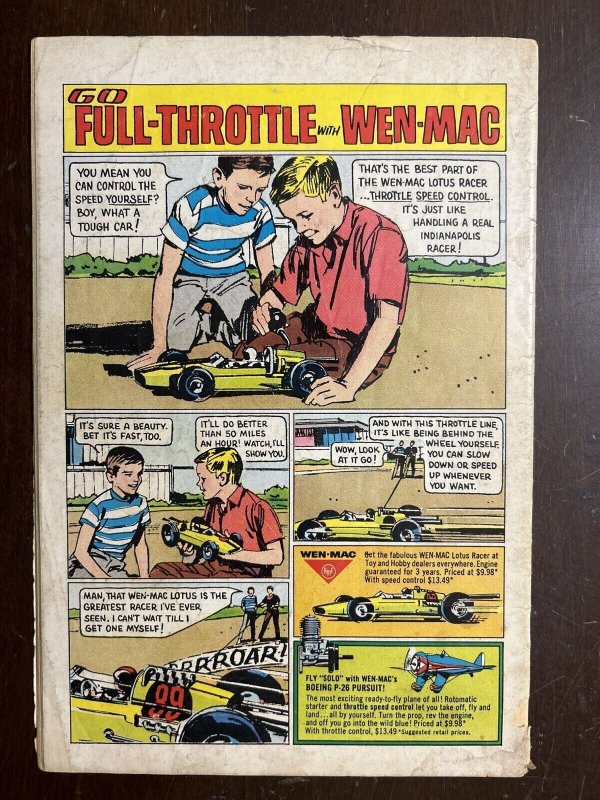 GO
FULL-THROTTLE WITH WEN-MAC
YOU MEAN YOU
CAN CONTROL THE
SPEED YOURSELF?
BOY, WHAT A
TOUGH CAR!
THAT'S THE BEST PART OF
THE WEN-MAC LOTUS RACER
...THROTTLE SPEED CONTROL.
IT'S JUST LIKE
HANDLING A REAL
INDIANAPOLIS
RACER!
IT'S SURE A BEAUTY.
BET IT'S FAST, TOO.
IT'LL DO BETTER
THAN 50 MILES
AN HOUR! WATCH, I'LL
SHOW YOU.
WOW, LOOK
AT IT GO!
AND WITH THIS THROTTLE LINE,
IT'S LIKE BEING BEHIND THE
WHEEL YOURSELF.
YOU CAN SLOW
DOWN OR SPEED
UP WHENEVER
YOU WANT.
MAN, THAT WEN-MAC LOTUS IS THE
GREATEST RACER I'VE EVER
SEEN. I CAN'T WAIT TILL I
GET ONE MYSELF!
RRRROAR!
99
WEN-MAC
Get the fabulous WEN-MAC Lotus Racer at
Toy and Hobby dealers everywhere. Engine
guaranteed for 3 years. Priced at $9.98*
With speed control $13.49*
FLY "SOLO" with WEN-MAC's
BOEING P-26 PURSUIT!
The most exciting ready-to-fly plane of all! Rotomatic
starter and throttle speed control let you take off, fly and
land...all by yourself. Turn the prop, rev the engine,
and off you go into the wild blue! Priced at $9.98*
With throttle control, $13.49 *Suggested retail prices.